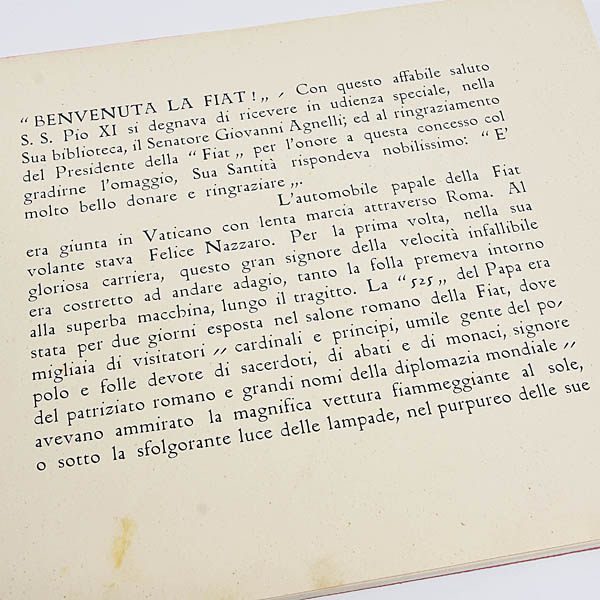 “ BENVENUTA LA FIAT ! „ ⸗ Con questo affabile saluto
S. S. Pio XI si degnava di ricevere in udienza speciale, nella
Sua biblioteca, il Senatore Giovanni Agnelli; ed al ringraziamento
del Presidente della “ Fiat „ per l'onore a questa concesso col
gradirne l'omaggio, Sua Santità rispondeva nobilissimo: “ E'
molto bello donare e ringraziare „.
L'automobile papale della Fiat
era giunta in Vaticano con lenta marcia attraverso Roma. Al
volante stava Felice Nazzaro. Per la prima volta, nella sua
gloriosa carriera, questo gran signore della velocità infallibile
era costretto ad andare adagio, tanto la folla premeva intorno
alla superba macchina, lungo il tragitto. La “ 525 „ del Papa era
stata per due giorni esposta nel salone romano della Fiat, dove
migliaia di visitatori ⸗ cardinali e principi, umile gente del po⸗
polo e folle devote di sacerdoti, di abati e di monaci, signore
del patriziato romano e grandi nomi della diplomazia mondiale ⸗
avevano ammirato la magnifica vettura fiammeggiante al sole,
o sotto la sfolgorante luce delle lampade, nel purpureo delle sue